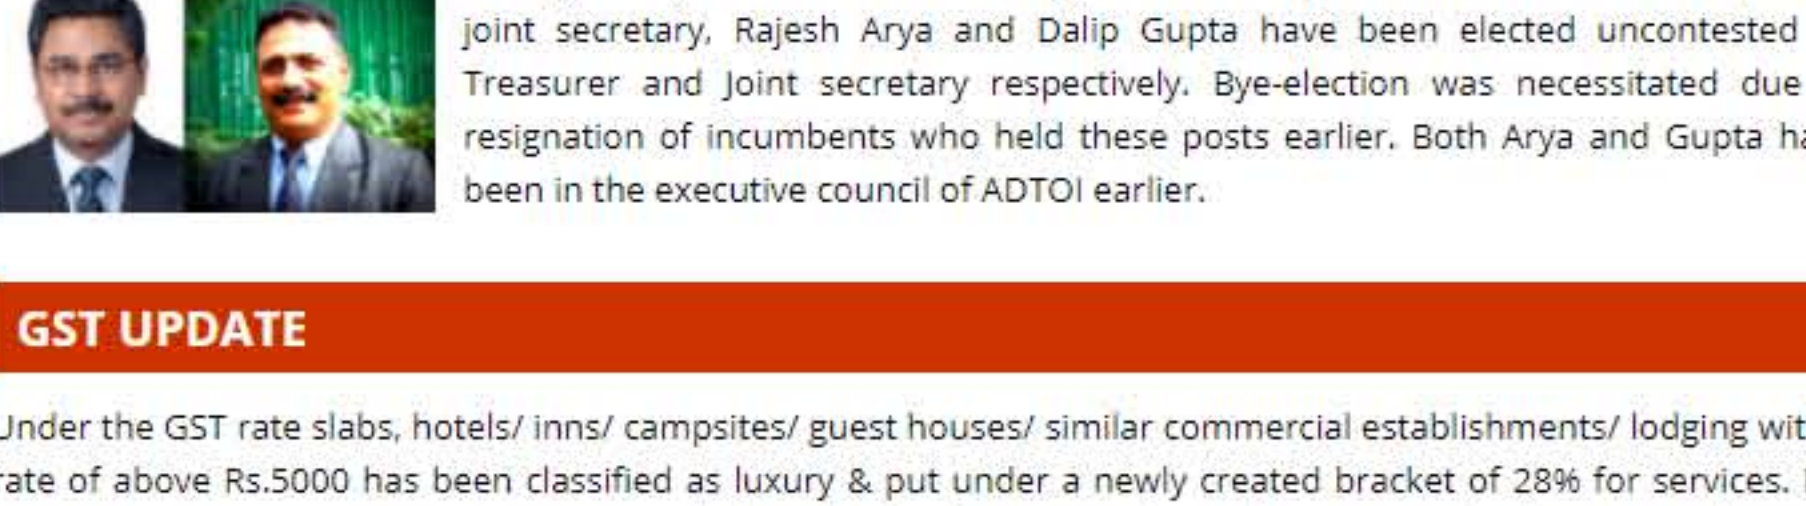 joint secretary, Rajesh Arya and Dalip Gupta have been elected uncontested
Treasurer and Joint secretary respectively. Bye-election was necessitated due
resignation of incumbents who held these posts earlier. Both Arya and Gupta ha
been in the executive council of ADTOI earlier.
GST UPDATE
Under the GST rate slabs, hotels/ inns/ campsites/ guest houses/ similar commercial establishments/ lodging wit
rate of above Rs.5000 has been classified as luxury & put under a newly created bracket of 28% for services.